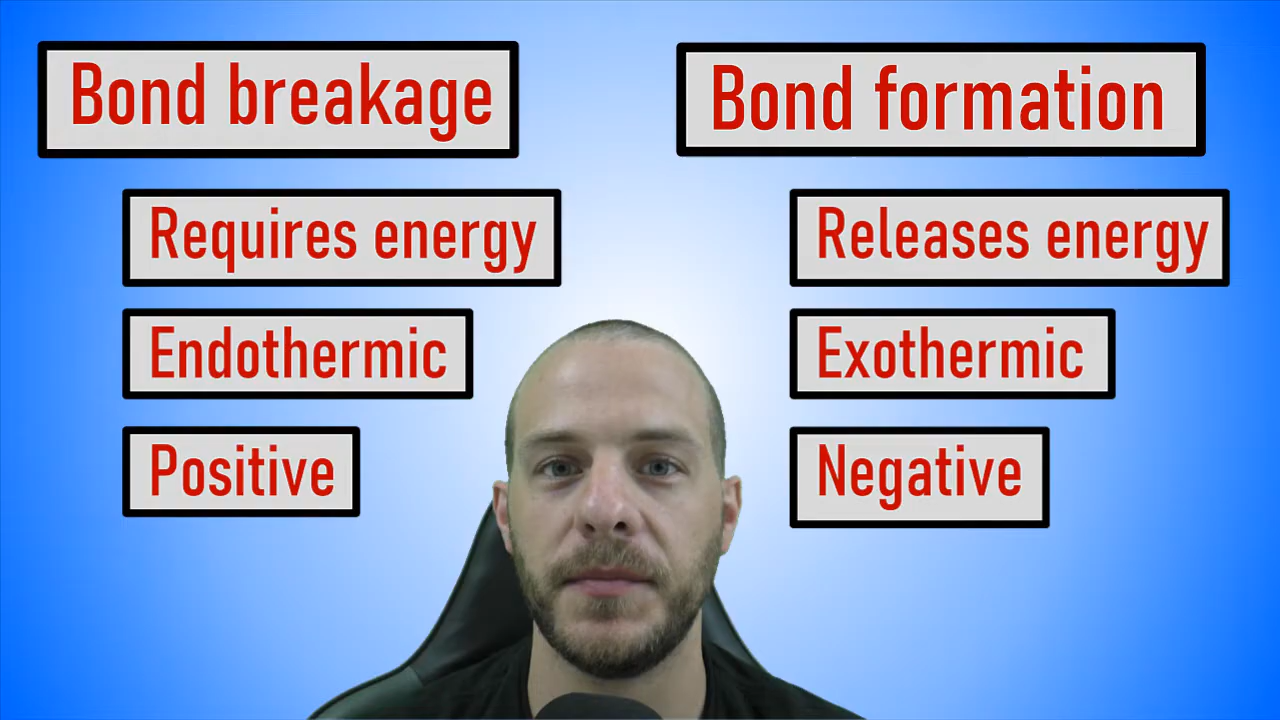 Bond breakage
Requires energy
Endothermic
Positive
Bond formation
Releases energy
Exothermic
Negative